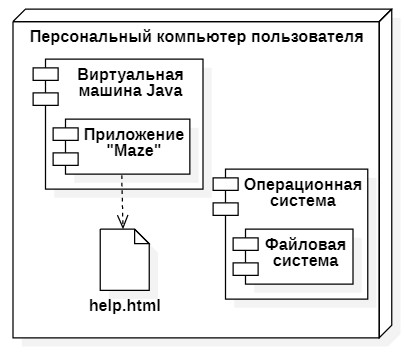 Персональный компьютер пользователя
Виртуальная
машина Java
Приложение
"Maze"
help.html
Операционная
система
Файловая
система